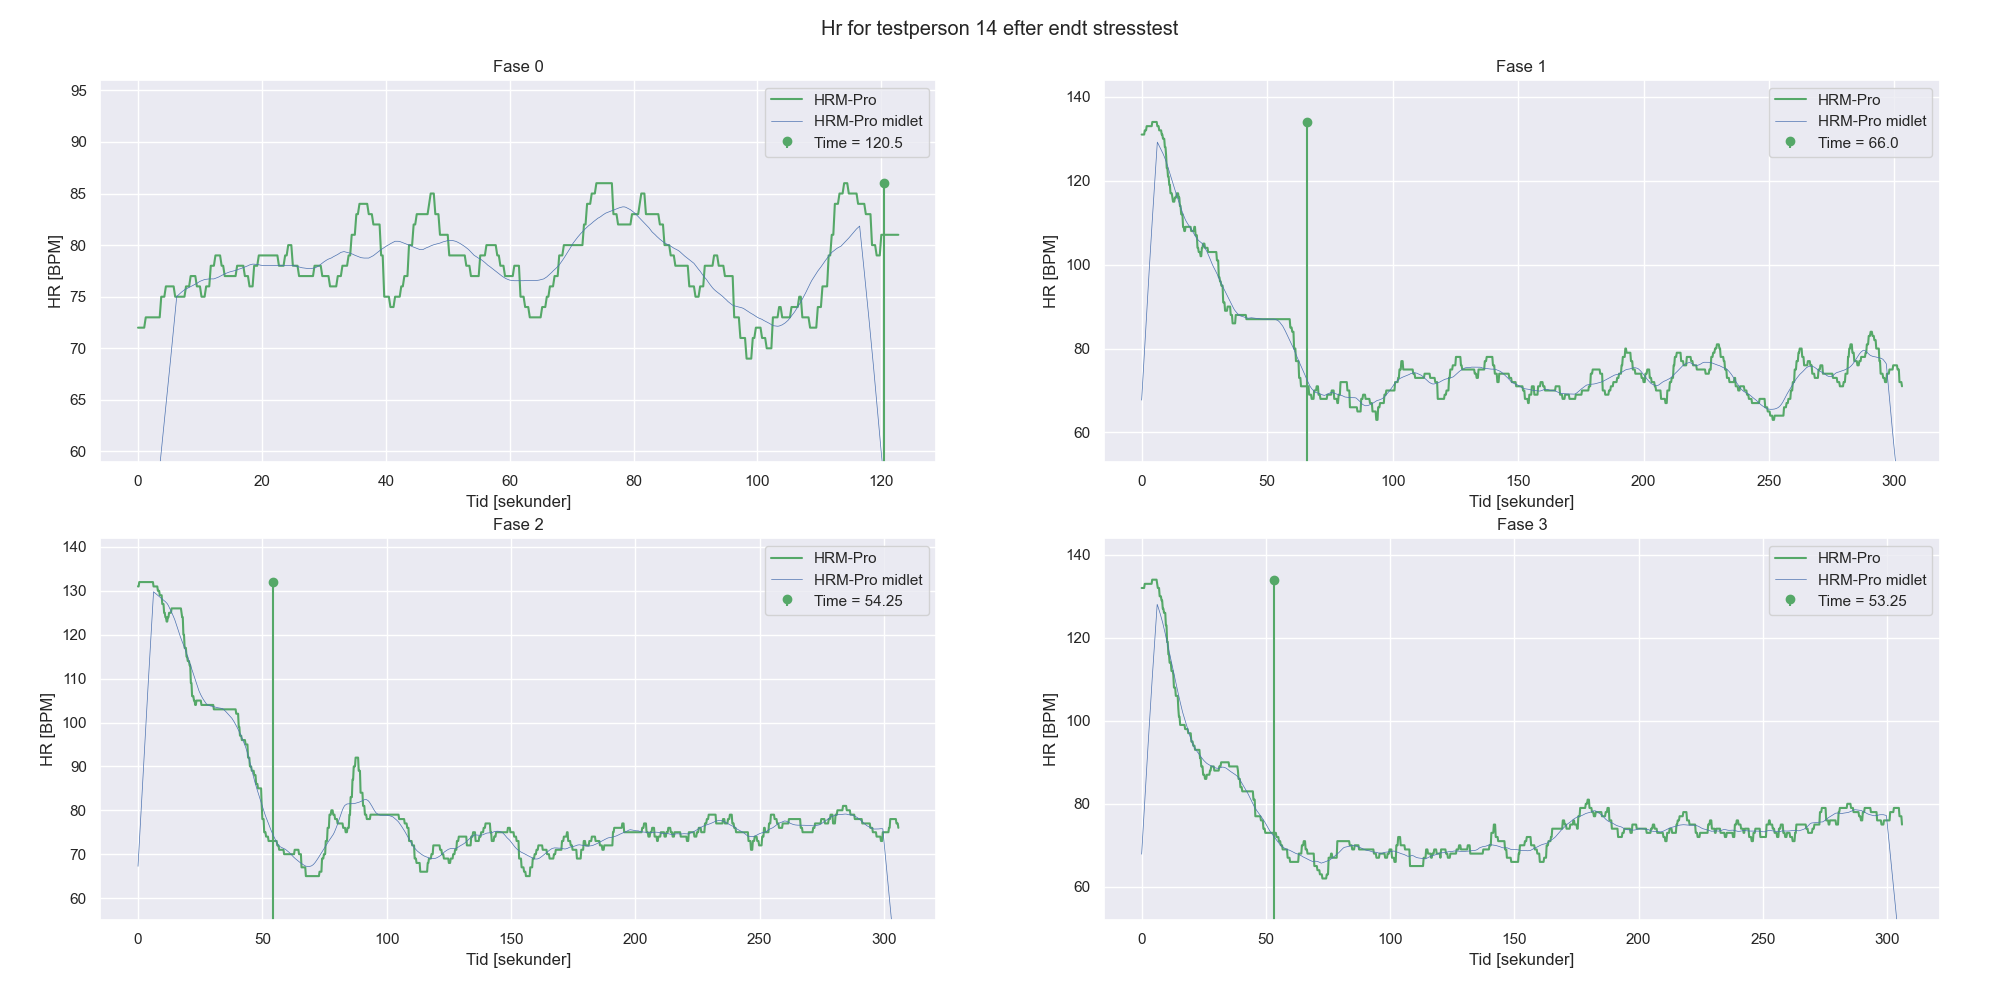 Hr for testperson 14 efter endt stresstest
Fase 0
95
90
85
80
75
70
65
60
HR [BPM]
HRM-Pro
HRM-Pro midlet
Time = 120.5
0 20 40 60 80 100 120
Tid [sekunder]
Fase 1
140
120
100
80
60
HR [BPM]
HRM-Pro
HRM-Pro midlet
Time = 66.0
0 50 100 150 200 250 300
Tid [sekunder]
Fase 2
140
130
120
110
100
90
80
70
60
HR [BPM]
HRM-Pro
HRM-Pro midlet
Time = 54.25
0 50 100 150 200 250 300
Tid [sekunder]
Fase 3
140
120
100
80
60
HR [BPM]
HRM-Pro
HRM-Pro midlet
Time = 53.25
0 50 100 150 200 250 300
Tid [sekunder]